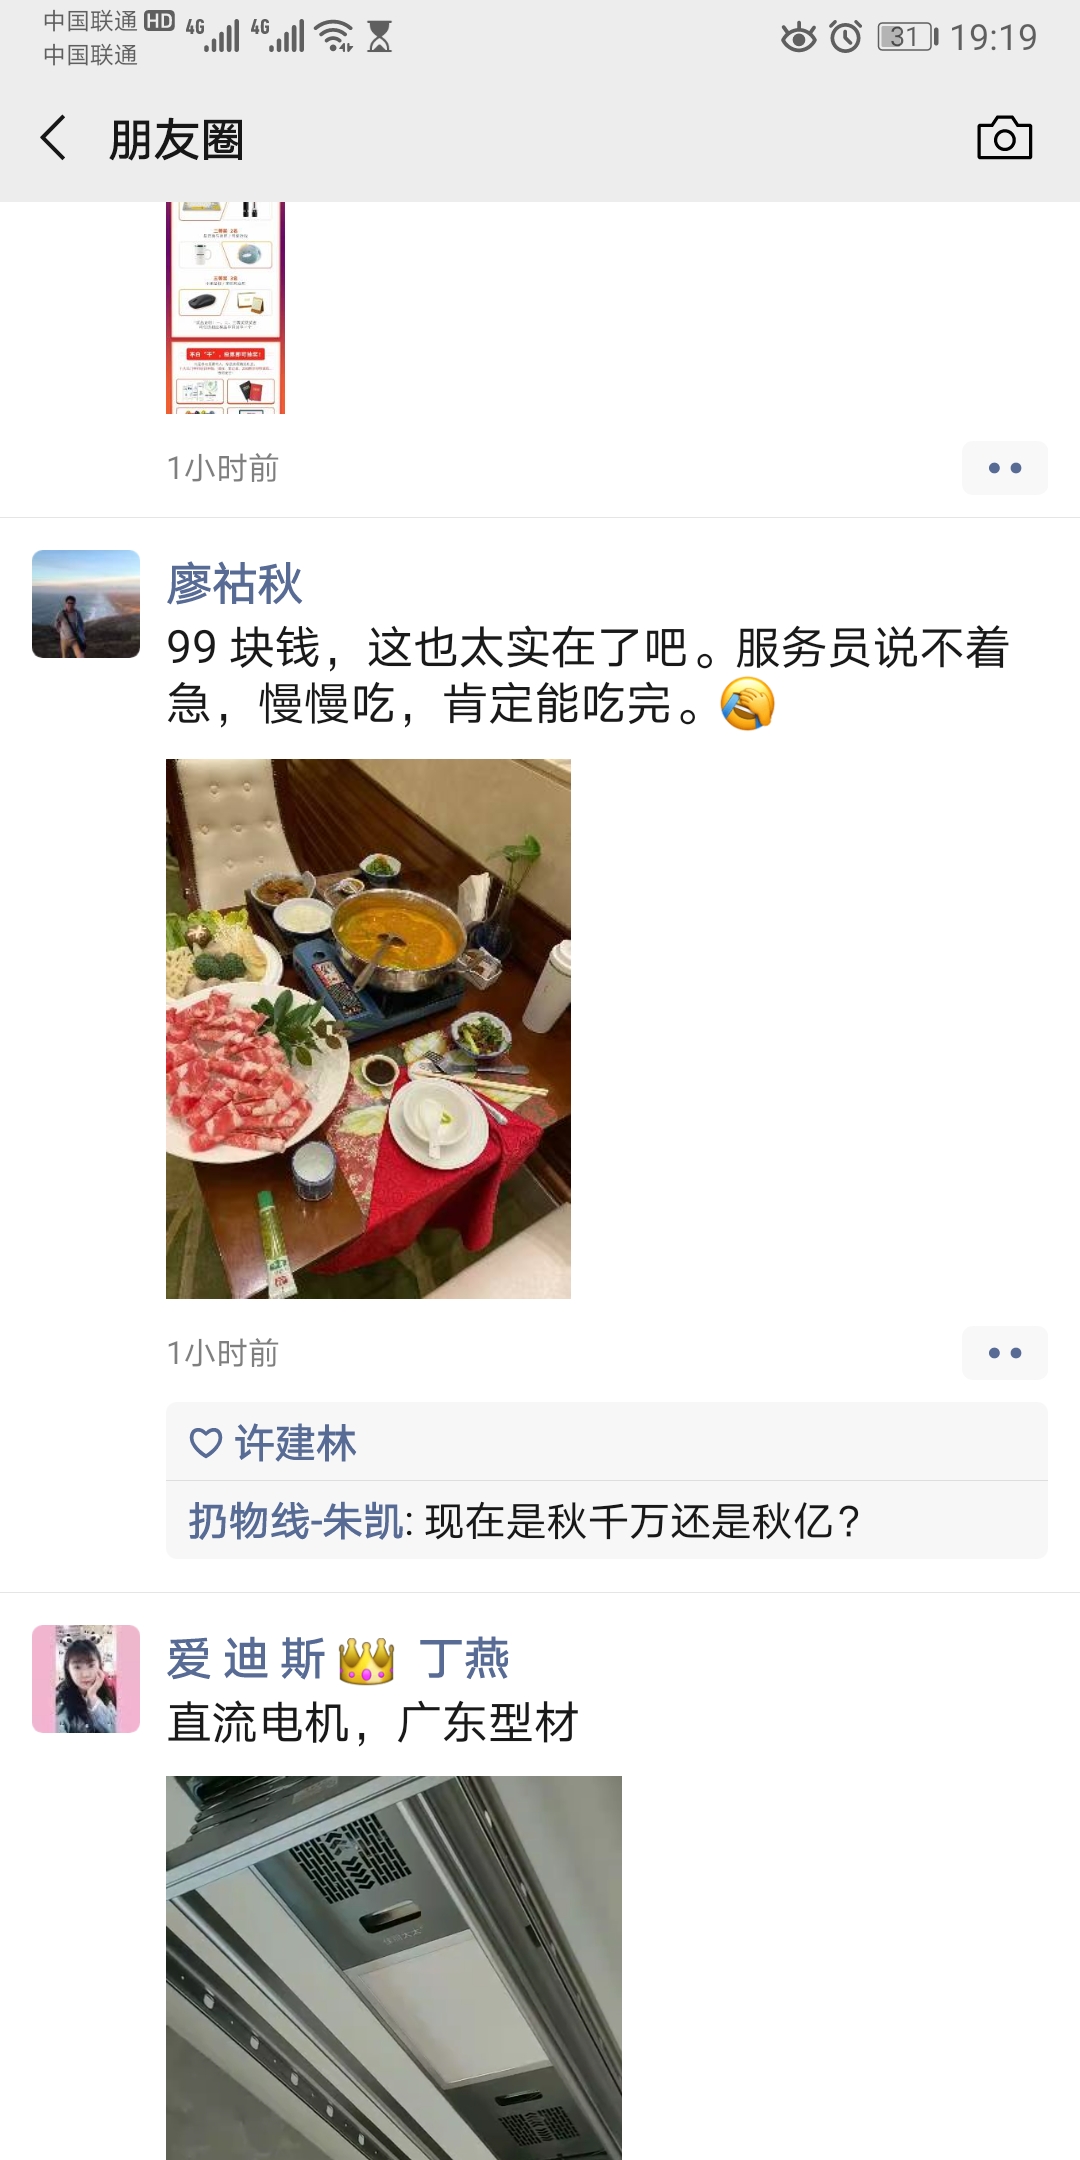 中国联通 HD 4G 4G
中国联通
31 19:19
朋友圈
1小时前
廖祜秋
99 块钱，这也太实在了吧。服务员说不着
急，慢慢吃，肯定能吃完。🤣
1小时前
许建林
扔物线-朱凯: 现在是秋千万还是秋亿？
爱 迪 斯👑 丁燕
直流电机，广东型材